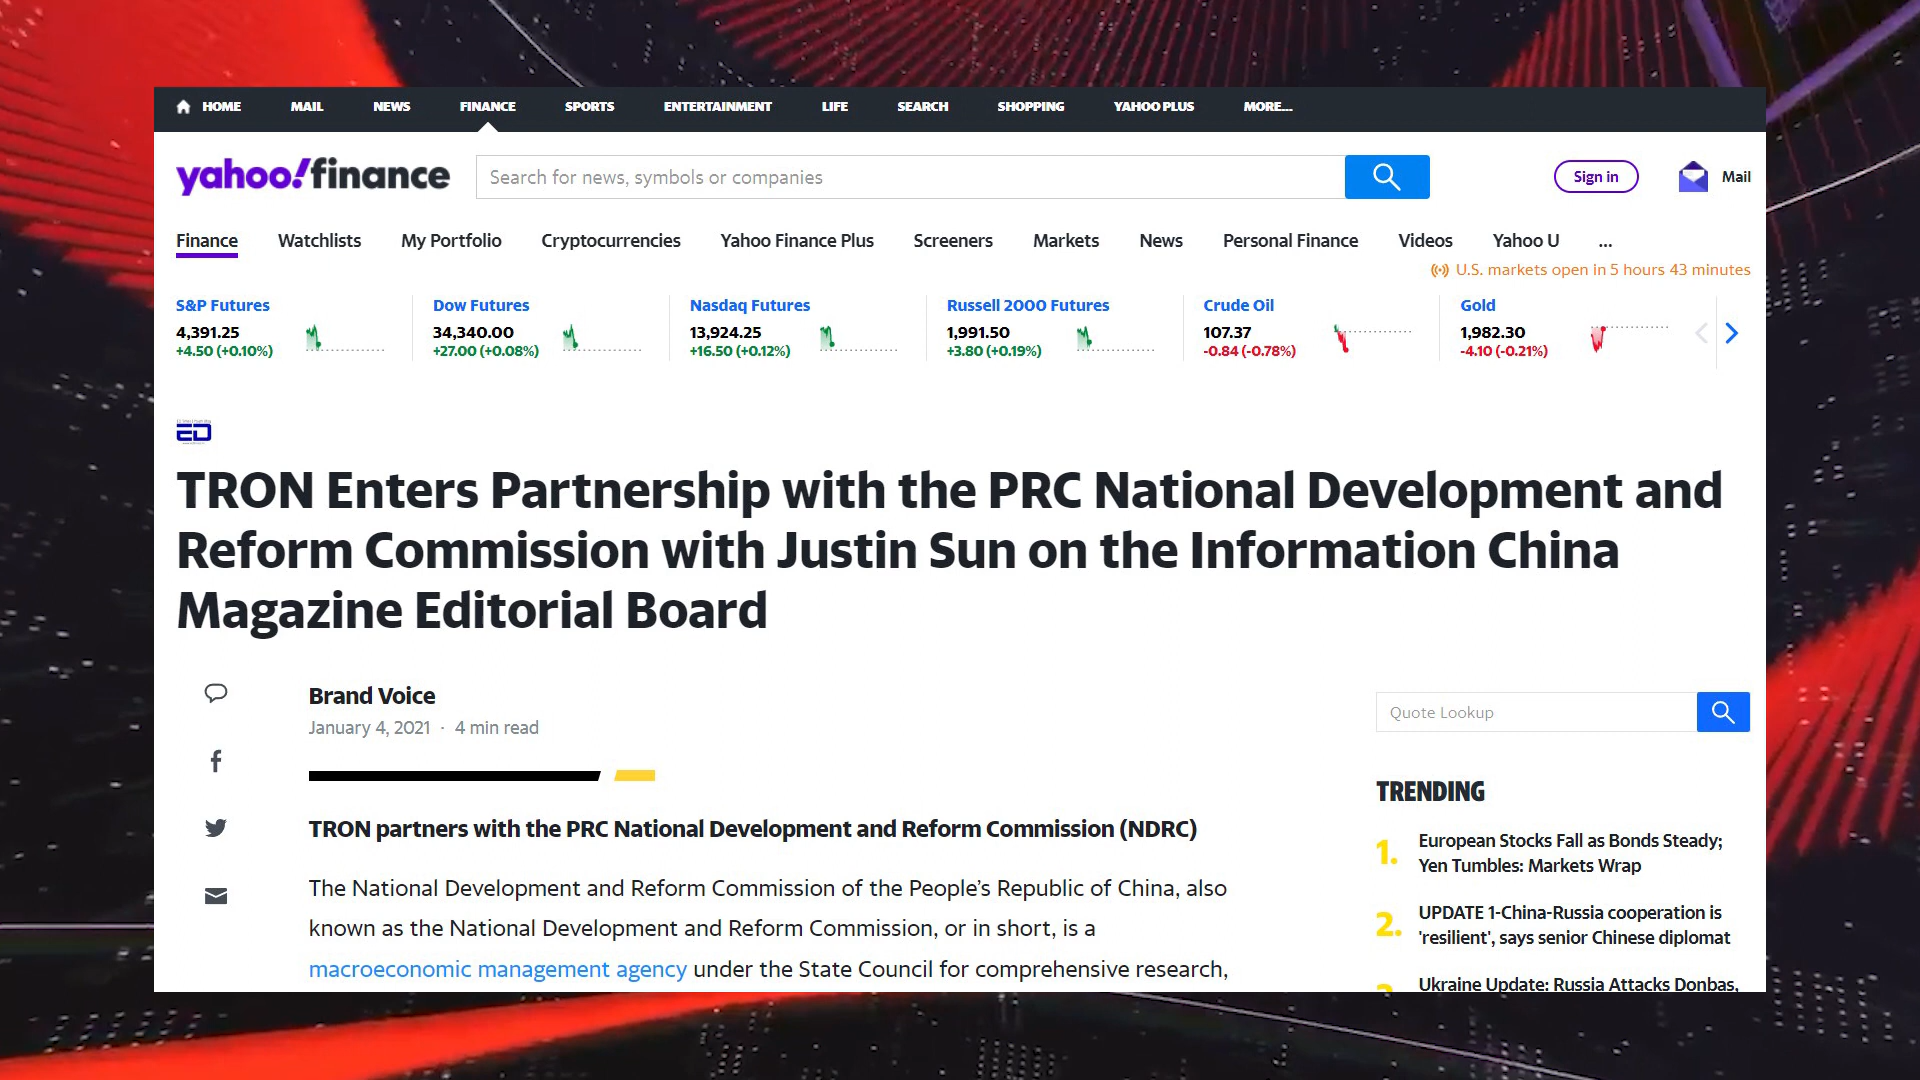 HOME MAIL NEWS FINANCE SPORTS ENTERTAINMENT LIFE SEARCH SHOPPING YAHOO PLUS MORE...
yahoo!finance
Search for news, symbols or companies
Sign in
Mail
Finance Watchlists My Portfolio Cryptocurrencies Yahoo Finance Plus Screeners Markets News Personal Finance Videos Yahoo U ...
U.S. markets open in 5 hours 43 minutes
S&P Futures
4,391.25
+4.50 (+0.10%)
Dow Futures
34,340.00
+27.00 (+0.08%)
Nasdaq Futures
13,924.25
+16.50 (+0.12%)
Russell 2000 Futures
1,991.50
+3.80 (+0.19%)
Crude Oil
107.37
-0.84 (-0.78%)
Gold
1,982.30
-4.10 (-0.21%)
ED
TRON Enters Partnership with the PRC National Development and
Reform Commission with Justin Sun on the Information China
Magazine Editorial Board
Brand Voice
January 4, 2021 · 4 min read
TRON partners with the PRC National Development and Reform Commission (NDRC)
The National Development and Reform Commission of the People’s Republic of China, also
known as the National Development and Reform Commission, or in short, is a
macroeconomic management agency under the State Council for comprehensive research,
Quote Lookup
TRENDING
1. European Stocks Fall as Bonds Steady;
Yen Tumbles: Markets Wrap
2. UPDATE 1-China-Russia cooperation is
'resilient', says senior Chinese diplomat
Ukraine Update: Russia Attacks Donbas,